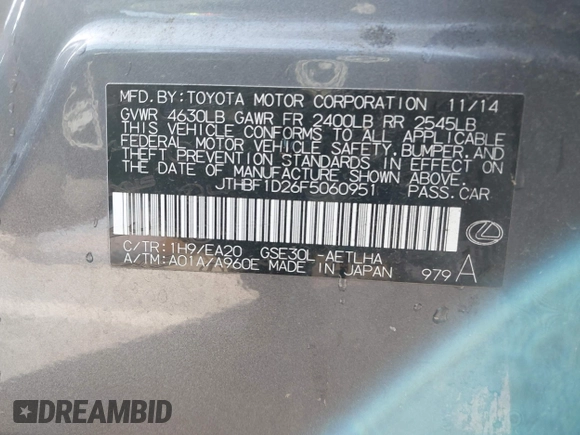 MFD.BY:TOYOTA MOTOR CORPORATION 11/14
GVWR 4630LB GAWR FR 2400LB RR 2545LB
THIS VEHICLE CONFORMS TO ALL APPLICABLE
FEDERAL MOTOR VEHICLE SAFETY,BUMPER,AND
THEFT PREVENTION STANDARDS IN EFFECT ON
THE DATE OF MANUFACTURE SHOWN ABOVE.
JTHBF1D26F5060951 PASS.CAR
C/TR:1H9/EA20 GSE30L-AETLHA
A/TM:A01A/A960E MADE IN JAPAN 979 A
DREAMBID